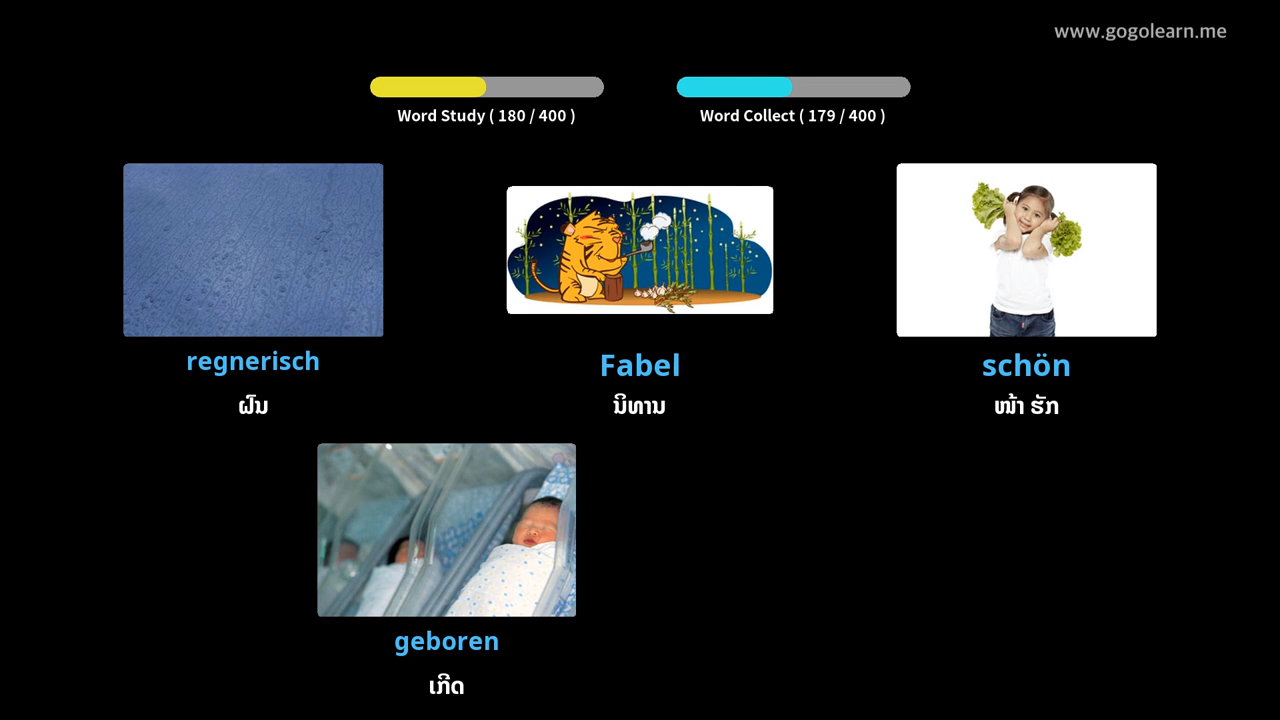 www.gogolearn.me
Word Study ( 180 / 400 )
Word Collect ( 179 / 400 )
regnerisch
ຝົນ
Fabel
ນິທານ
schön
ໜ້າ ຮັກ
geboren
ເກີດ